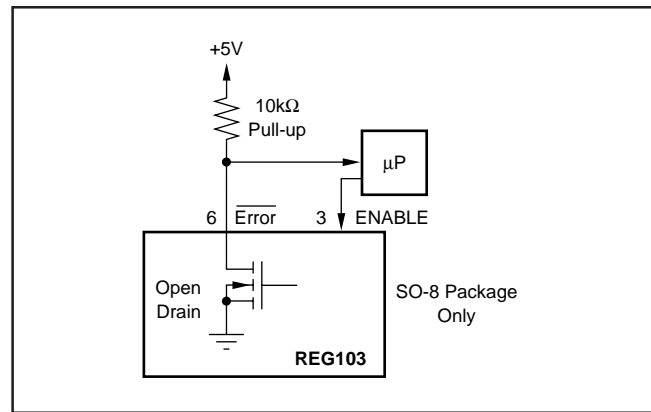 +5V
10kΩ
Pull-up
μP
6 Error 3 ENABLE
Open
Drain
SO-8 Package
Only
REG103